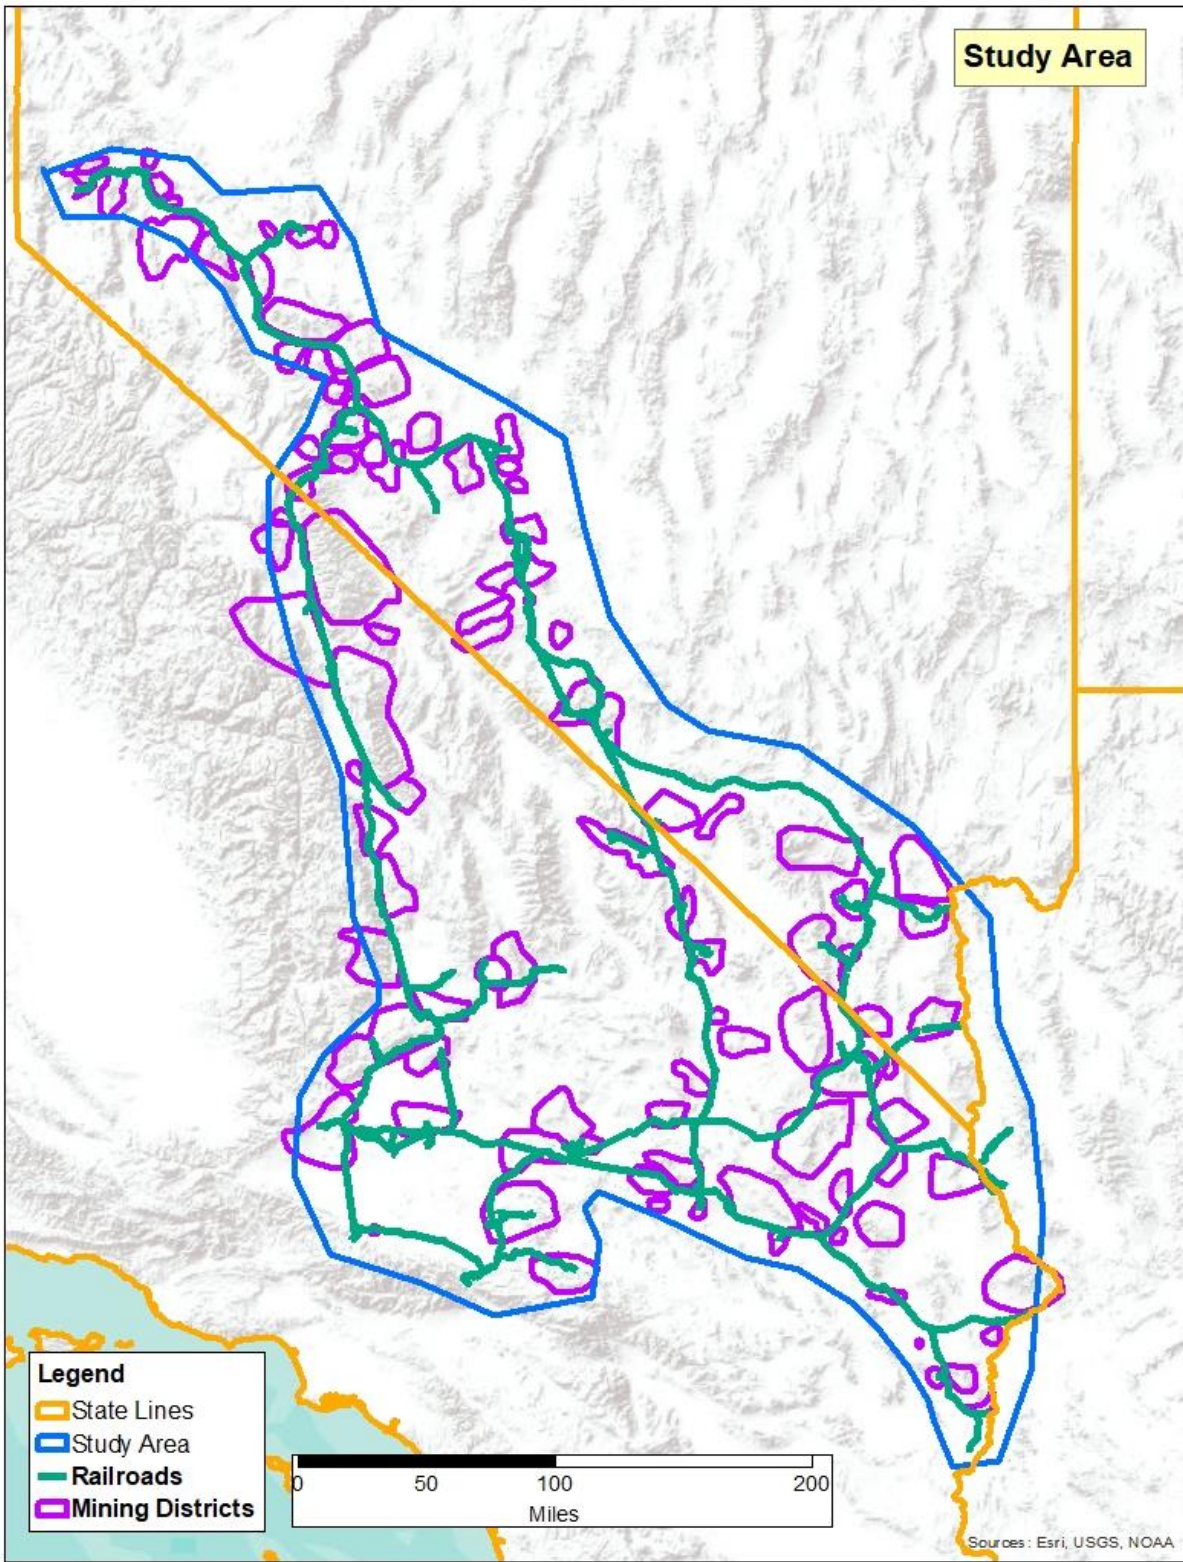 Study Area
Legend
State Lines
Study Area
Railroads
Mining Districts
0 50 100 200
Miles
Sources: Esri, USGS, NOAA